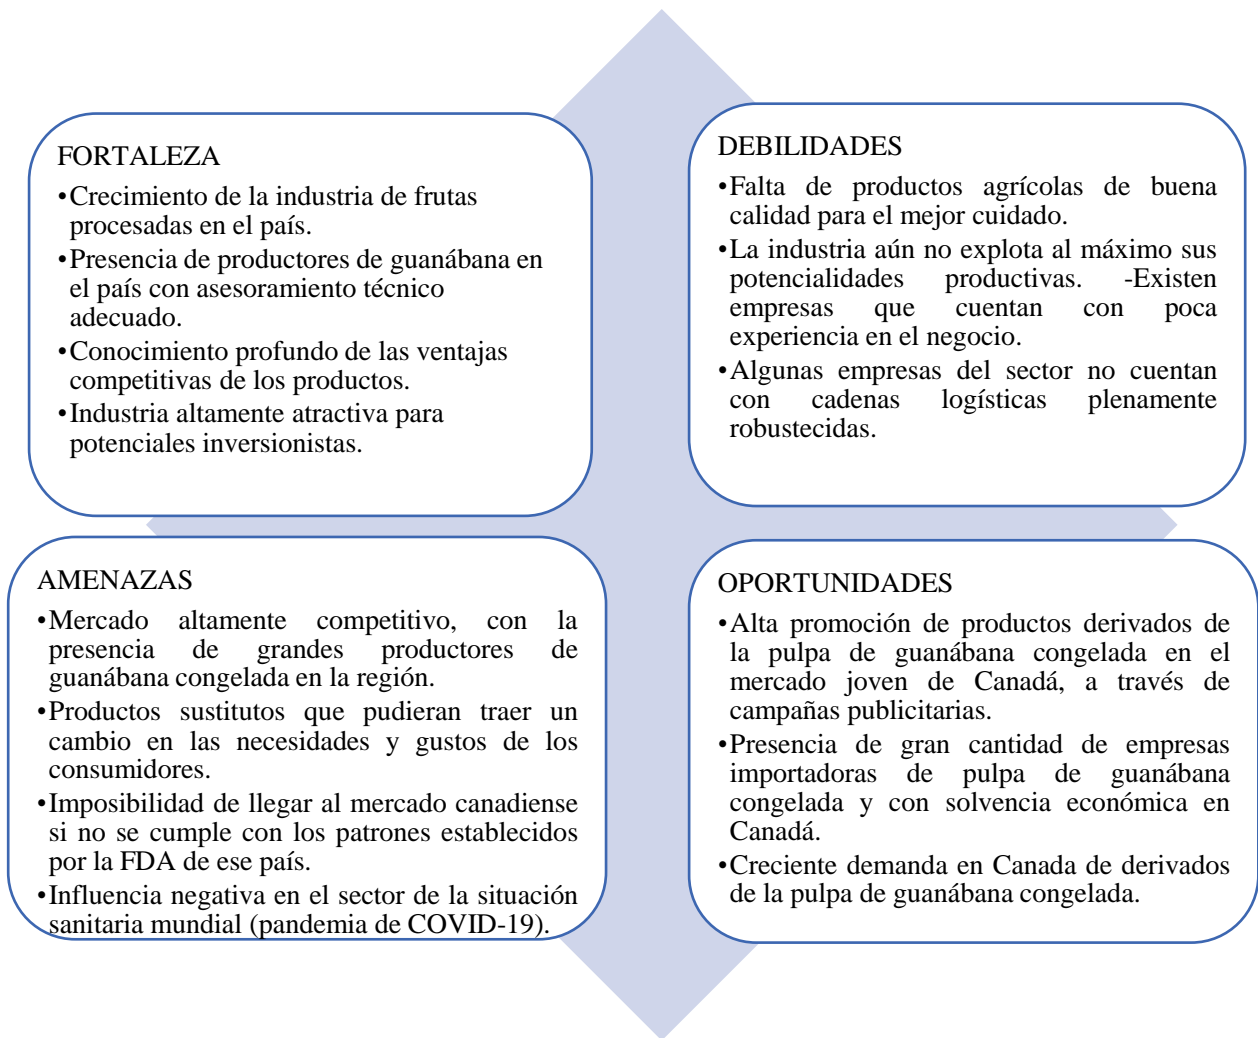 FORTALEZA
•Crecimiento de la industria de frutas
procesadas en el país.
•Presencia de productores de guanábana en
el país con asesoramiento técnico
adecuado.
•Conocimiento profundo de las ventajas
competitivas de los productos.
•Industria altamente atractiva para
potenciales inversionistas.
DEBILIDADES
•Falta de productos agrícolas de buena
calidad para el mejor cuidado.
•La industria aún no explota al máximo sus
potencialidades productivas. -Existen
empresas que cuentan con poca
experiencia en el negocio.
•Algunas empresas del sector no cuentan
con cadenas logísticas plenamente
robustecidas.
AMENAZAS
•Mercado altamente competitivo, con la
presencia de grandes productores de
guanábana congelada en la región.
•Productos sustitutos que pudieran traer un
cambio en las necesidades y gustos de los
consumidores.
•Imposibilidad de llegar al mercado canadiense
si no se cumple con los patrones establecidos
por la FDA de ese país.
•Influencia negativa en el sector de la situación
sanitaria mundial (pandemia de COVID-19).
OPORTUNIDADES
•Alta promoción de productos derivados de
la pulpa de guanábana congelada en el
mercado joven de Canadá, a través de
campañas publicitarias.
•Presencia de gran cantidad de empresas
importadoras de pulpa de guanábana
congelada y con solvencia económica en
Canadá.
•Creciente demanda en Canada de derivados
de la pulpa de guanábana congelada.